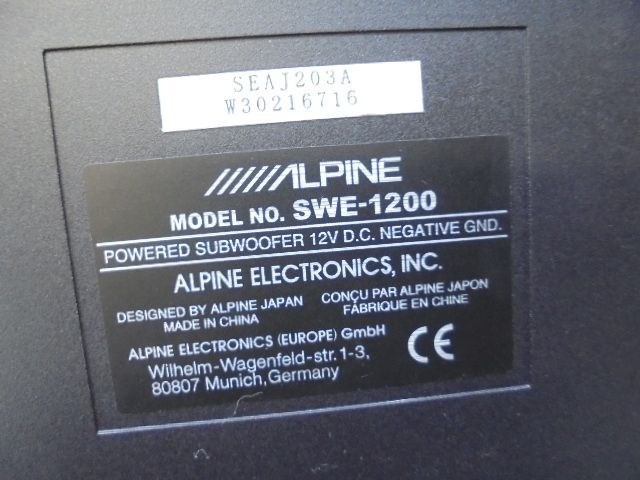 SEAJ203A
W30216716
ALPINE
MODEL NO. SWE-1200
POWERED SUBWOOFER 12V D.C. NEGATIVE GND.
ALPINE ELECTRONICS, INC.
DESIGNED BY ALPINE JAPAN
MADE IN CHINA
CONÇU PAR ALPINE JAPON
FABRIQUE EN CHINE
ALPINE ELECTRONICS (EUROPE) GmbH
Wilhelm-Wagenfeld-str. 1-3,
80807 Munich, Germany
CE